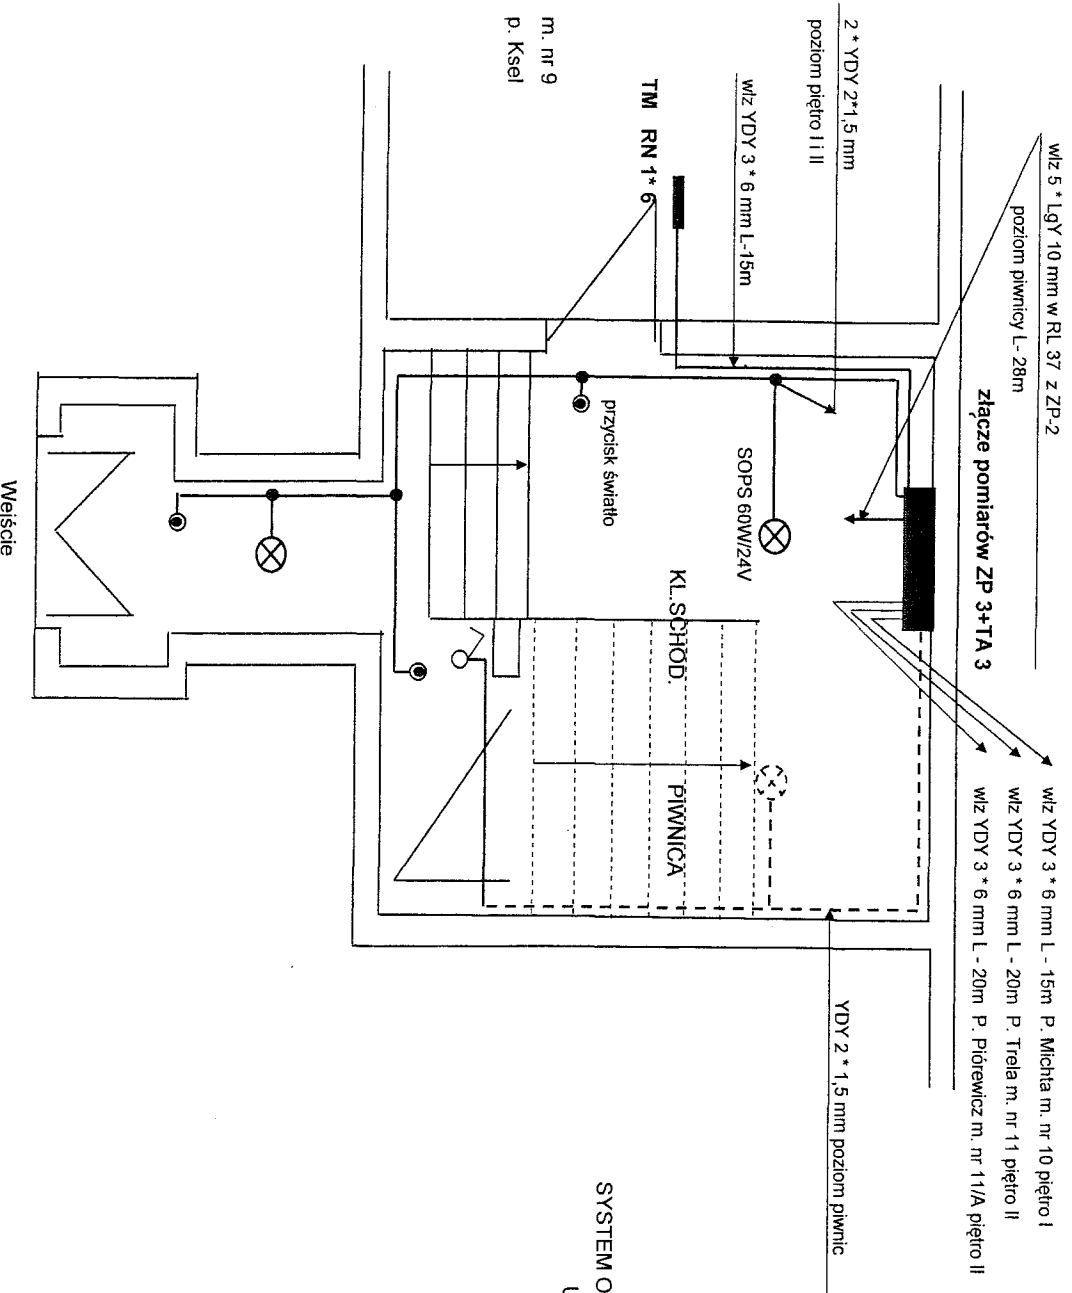 wlz 5 * LgY 10 mm w RL 37 z ZP-2
poziom piwnicy L- 28m
złącze pomiarów ZP 3+TA 3
2 * YDY 2*1,5 mm
poziom piętro I i II
wlz YDY 3 * 6 mm L-15m
TM RN 1* 6
m. nr 9
p. Ksel
przycisk światło
SOPS 60W/24V
KL.SCHOD.
PIWNICA
wlz YDY 3 * 6 mm L - 15m P. Michta m. nr 10 piętro I
wlz YDY 3 * 6 mm L - 20m P. Trela m. nr 11 piętro II
wlz YDY 3 * 6 mm L - 20m P. Piórewicz m. nr 11/A piętro II
YDY 2 * 1,5 mm poziom piwnic
SYSTEM O
Wejście